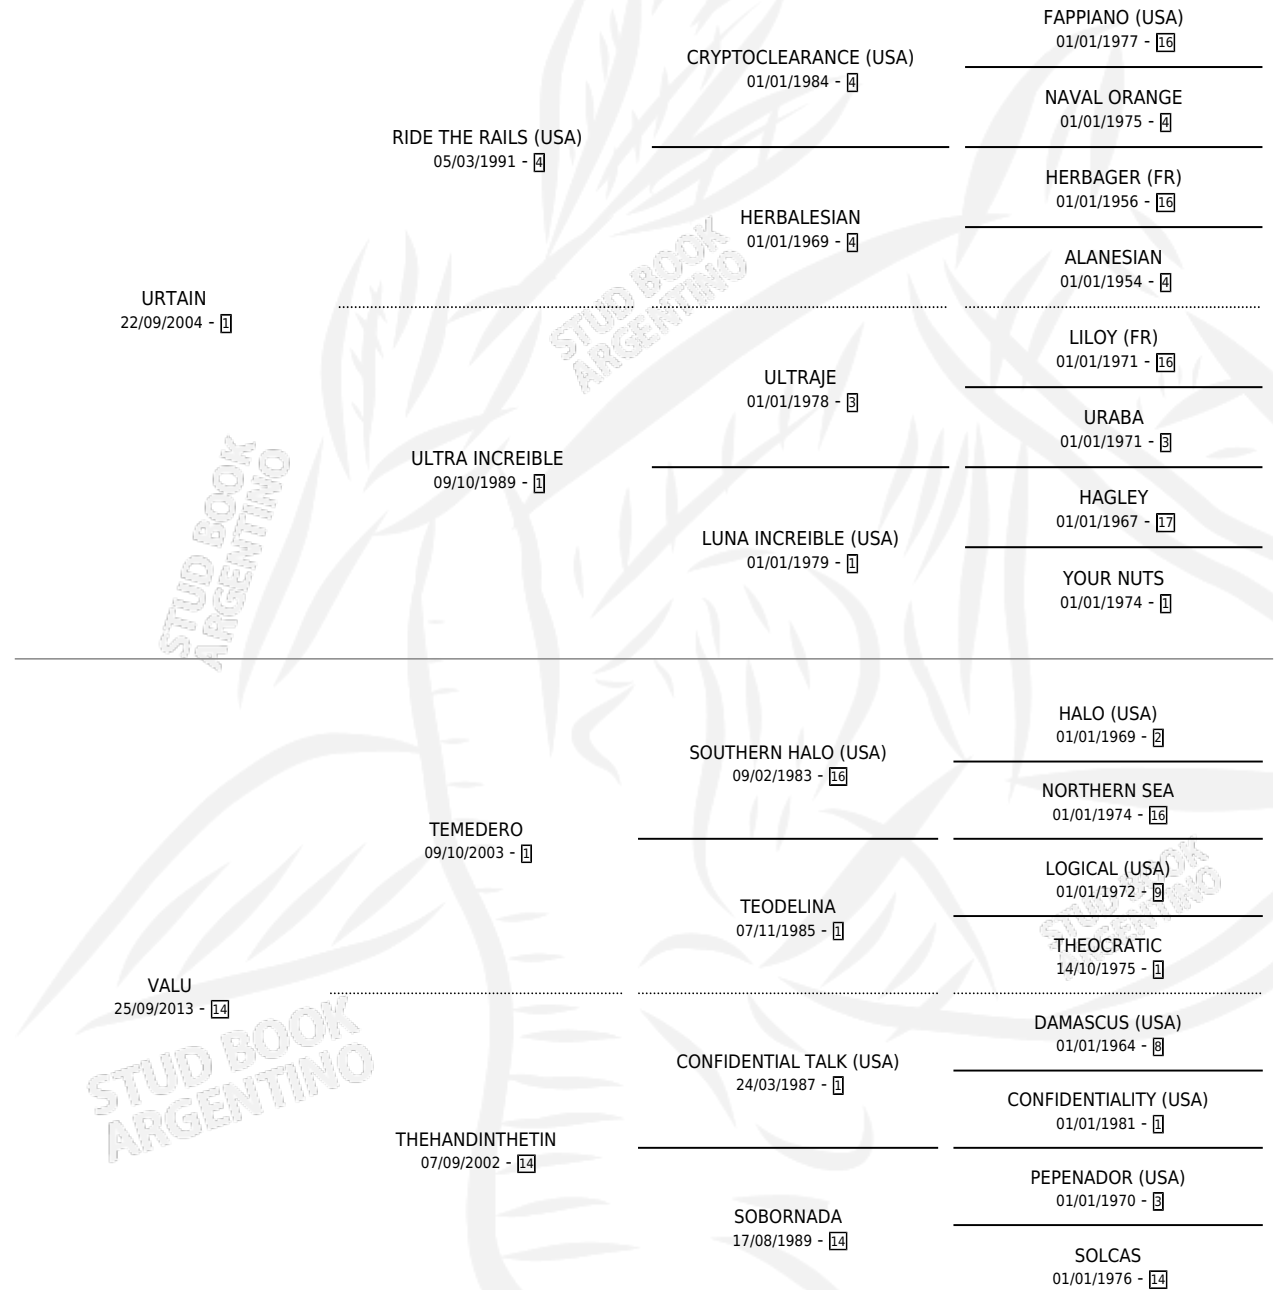 FAPPIANO (USA)
01/01/1977 - 16
CRYPTOCLEARANCE (USA)
01/01/1984 - 4
NAVAL ORANGE
01/01/1975 - 4
RIDE THE RAILS (USA)
05/03/1991 - 4
HERBAGER (FR)
01/01/1956 - 16
HERBALESIAN
01/01/1969 - 4
ALANESIAN
01/01/1954 - 4
URTAIN
22/09/2004 - 1
STUD BOOK
ARGENTINO
LILOY (FR)
01/01/1971 - 16
ULTRAJE
01/01/1978 - 3
URABA
01/01/1971 - 3
ULTRA INCREIBLE
09/10/1989 - 1
HAGLEY
01/01/1967 - 17
LUNA INCREIBLE (USA)
01/01/1979 - 1
YOUR NUTS
01/01/1974 - 1
STUD BOOK
ARGENTINO
HALO (USA)
01/01/1969 - 2
SOUTHERN HALO (USA)
09/02/1983 - 16
NORTHERN SEA
01/01/1974 - 16
TEMEDERO
09/10/2003 - 1
LOGICAL (USA)
01/01/1972 - 9
STUD BOOK
ARGENTINO
TEODELINA
07/11/1985 - 1
THEOCRATIC
14/10/1975 - 1
VALU
25/09/2013 - 14
STUD BOOK
ARGENTINO
DAMASCUS (USA)
01/01/1964 - 8
CONFIDENTIAL TALK (USA)
24/03/1987 - 1
CONFIDENTIALITY (USA)
01/01/1981 - 1
THEHANDINTHETIN
07/09/2002 - 14
PEPENADOR (USA)
01/01/1970 - 3
SOBORNADA
17/08/1989 - 14
SOLCAS
01/01/1976 - 14